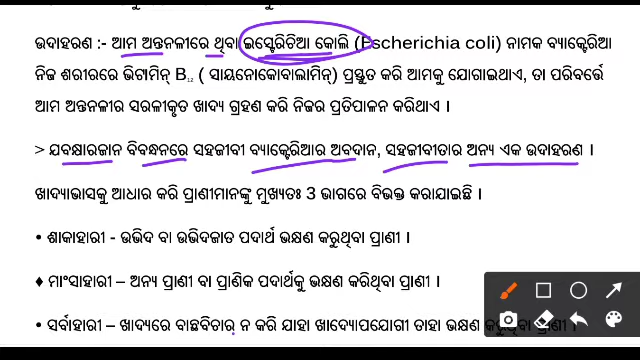 ଉଦାହରଣ :- ଆମ ଅନ୍ତନଳୀରେ ଥିବା ଇସ୍ଟେରିଚିଆ କୋଲି (Escherichia coli) ନାମକ ବ୍ୟାକ୍ଟେରିଆ
ନିଜ ଶରୀରରେ ଭିଟାମିନ୍ B12 ( ସାୟନୋକୋବାଲାମିନ୍) ପ୍ରସ୍ତୁତ କରି ଆମକୁ ଯୋଗାଇଥାଏ, ତା ପରିବର୍ତ୍ତେ
ଆମ ଅନ୍ତନଳୀର ସରଳୀକୃତ ଖାଦ୍ୟ ଗ୍ରହଣ କରି ନିଜର ପ୍ରତିପାଳନ କରିଥାଏ ।
> ଯବକ୍ଷାରଜାନ ବିବନ୍ଧନରେ ସହଜୀବୀ ବ୍ୟାକ୍ଟେରିଆର ଅବଦାନ, ସହଜୀବୀତାର ଅନ୍ୟ ଏକ ଉଦାହରଣ ।
ଖାଦ୍ୟାଭାସକୁ ଆଧାର କରି ପ୍ରାଣୀମାନଙ୍କୁ ମୁଖ୍ୟତଃ 3 ଭାଗରେ ବିଭକ୍ତ କରାଯାଇଛି ।
• ଶାକାହାରୀ - ଉଭିଦ ବା ଉଭିଦଜାତ ପଦାର୍ଥ ଭକ୍ଷଣ କରୁଥିବା ପ୍ରାଣୀ ।
♦ ମାଂସାହାରୀ – ଅନ୍ୟ ପ୍ରାଣୀ ବା ପ୍ରାଣିକ ପଦାର୍ଥକୁ ଭକ୍ଷଣ କରିଥିବା ପ୍ରାଣୀ ।
• ସର୍ବାହାରୀ – ଖାଦ୍ୟରେ ବାଛବିଚାର ନ କରି ଯାହା ଖାଦ୍ୟୋପଯୋଗୀ ତାହା ଭକ୍ଷଣ କରୁଥିବା ପ୍ରାଣୀ ।